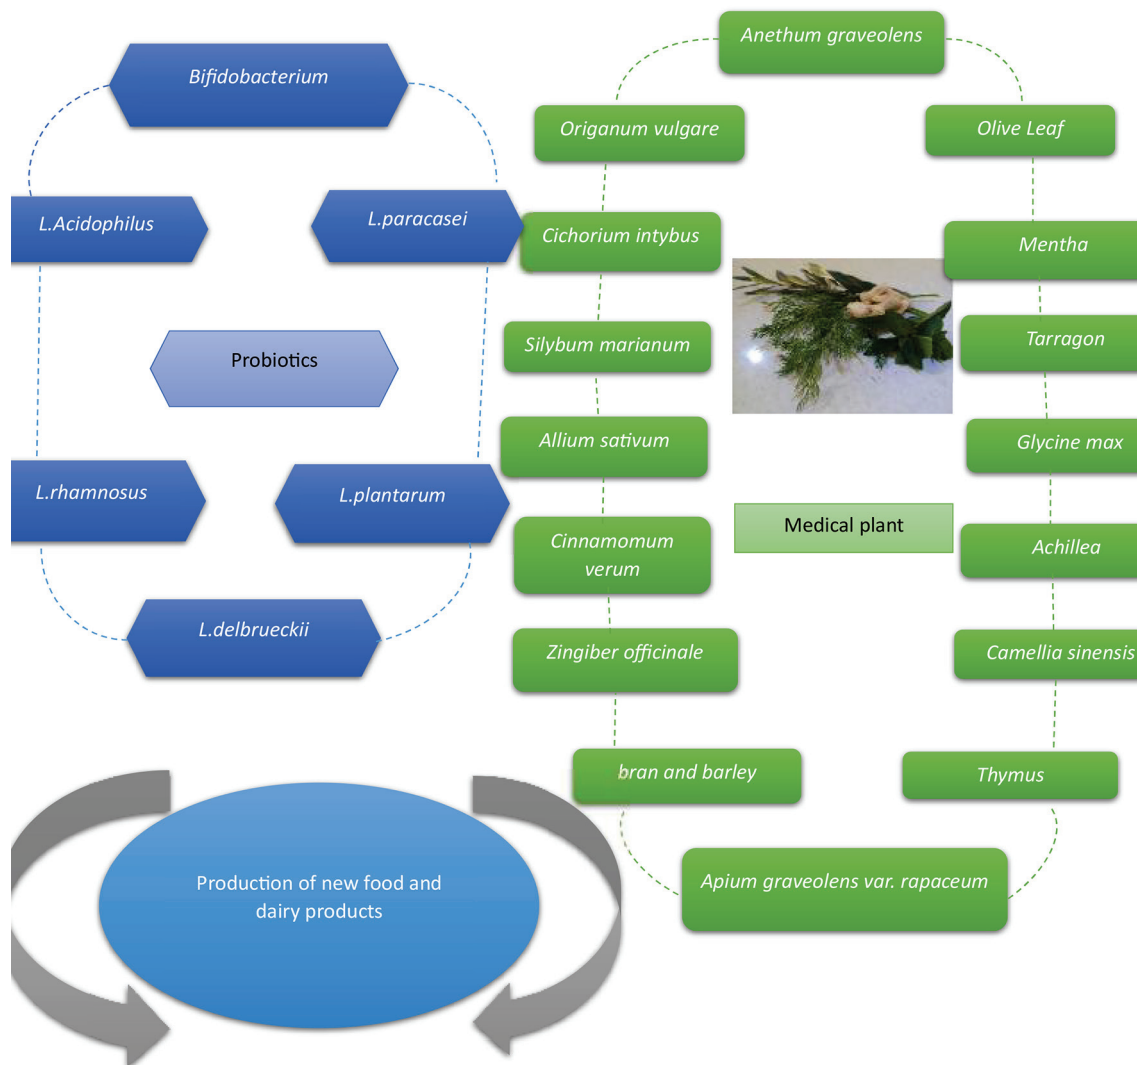 Bifidobacterium
L.Acidophilus
L.paracasei
Probiotics
L.rhamnosus
L.plantarum
L.delbrueckii
Production of new food and
dairy products
Anethum graveolens
Origanum vulgare
Olive Leaf
Cichorium intybus
Mentha
Silybum marianum
Tarragon
Allium sativum
Glycine max
Medical plant
Cinnamomum
verum
Achillea
Zingiber officinale
Camellia sinensis
bran and barley
Thymus
Apium graveolens var. rapaceum